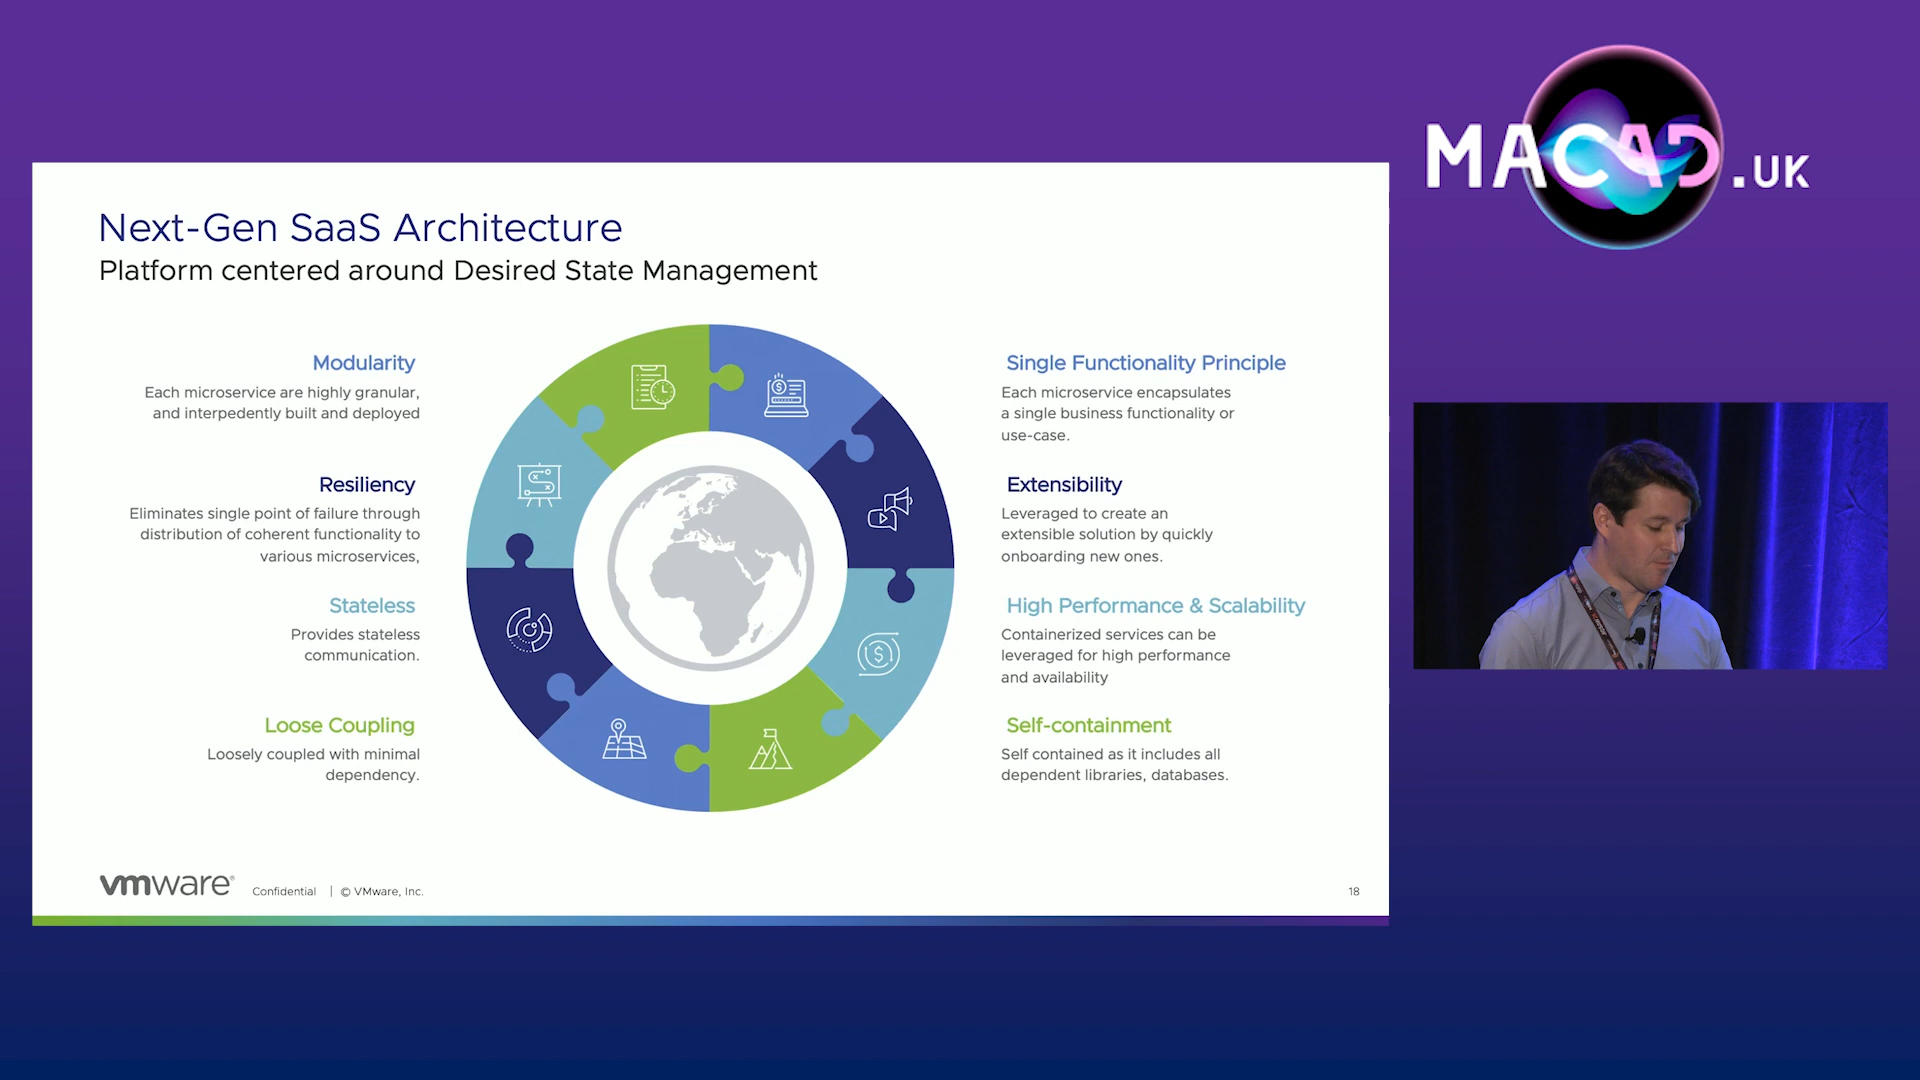 MACAD.UK
Next-Gen SaaS Architecture
Platform centered around Desired State Management
Modularity
Each microservice are highly granular,
and interpedently built and deployed
Resiliency
Eliminates single point of failure through
distribution of coherent functionality to
various microservices,
Stateless
Provides stateless
communication.
Loose Coupling
Loosely coupled with minimal
dependency.
Single Functionality Principle
Each microservice encapsulates
a single business functionality or
use-case.
Extensibility
Leveraged to create an
extensible solution by quickly
onboarding new ones.
High Performance & Scalability
Containerized services can be
leveraged for high performance
and availability
Self-containment
Self contained as it includes all
dependent libraries, databases.
vmware® Confidential | © VMware, Inc.
18